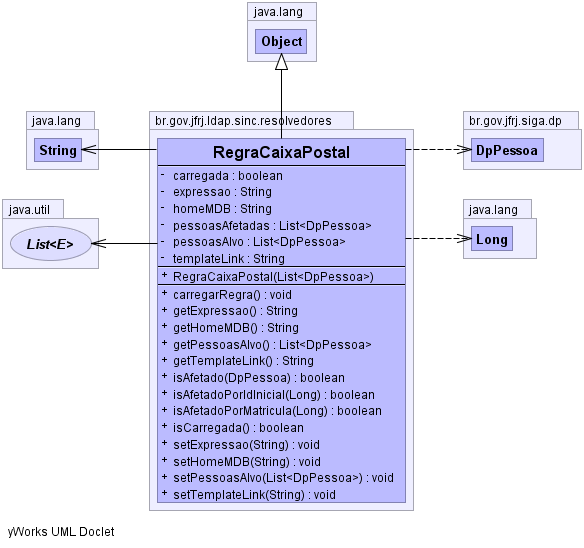 java.lang
Object
java.lang
String
br.gov.jfrj.ldap.sinc.resolvedores
br.gov.jfrj.siga.dp
DpPessoa
java.util
List<E>
java.lang
Long
RegraCaixaPostal
- carregada : boolean
- expressao : String
- homeMDB : String
- pessoasAfetadas : List<DpPessoa>
- pessoasAlvo : List<DpPessoa>
- templateLink : String
+ RegraCaixaPostal(List<DpPessoa>)
+ carregarRegra() : void
+ getExpressao() : String
+ getHomeMDB() : String
+ getPessoasAlvo() : List<DpPessoa>
+ getTemplateLink() : String
+ isAfetado(DpPessoa) : boolean
+ isAfetadoPorIdInicial(Long) : boolean
+ isAfetadoPorMatricula(Long) : boolean
+ isCarregada() : boolean
+ setExpressao(String) : void
+ setHomeMDB(String) : void
+ setPessoasAlvo(List<DpPessoa>) : void
+ setTemplateLink(String) : void
yWorks UML Doclet